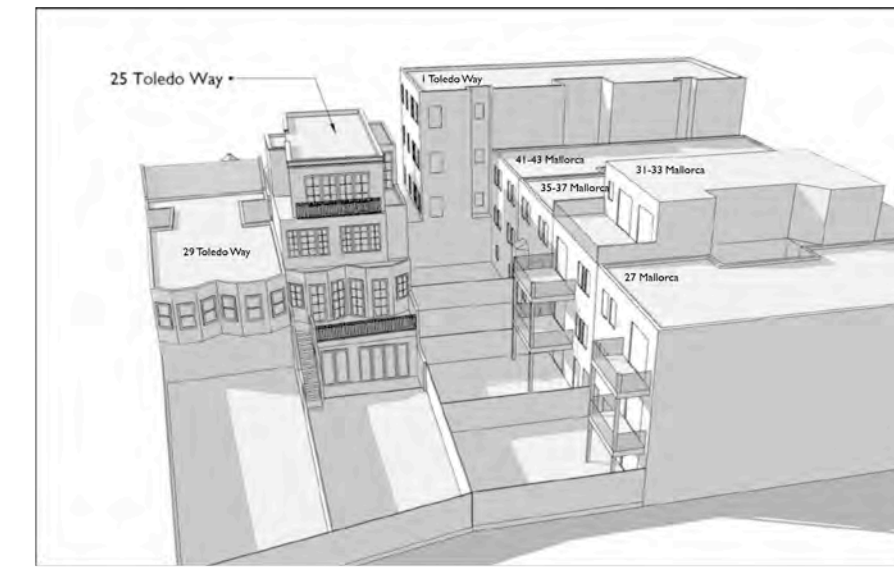 25 Toledo Way
1 Toledo Way
41-43 Mallorca
31-33 Mallorca
35-37 Mallorca
29 Toledo Way
27 Mallorca